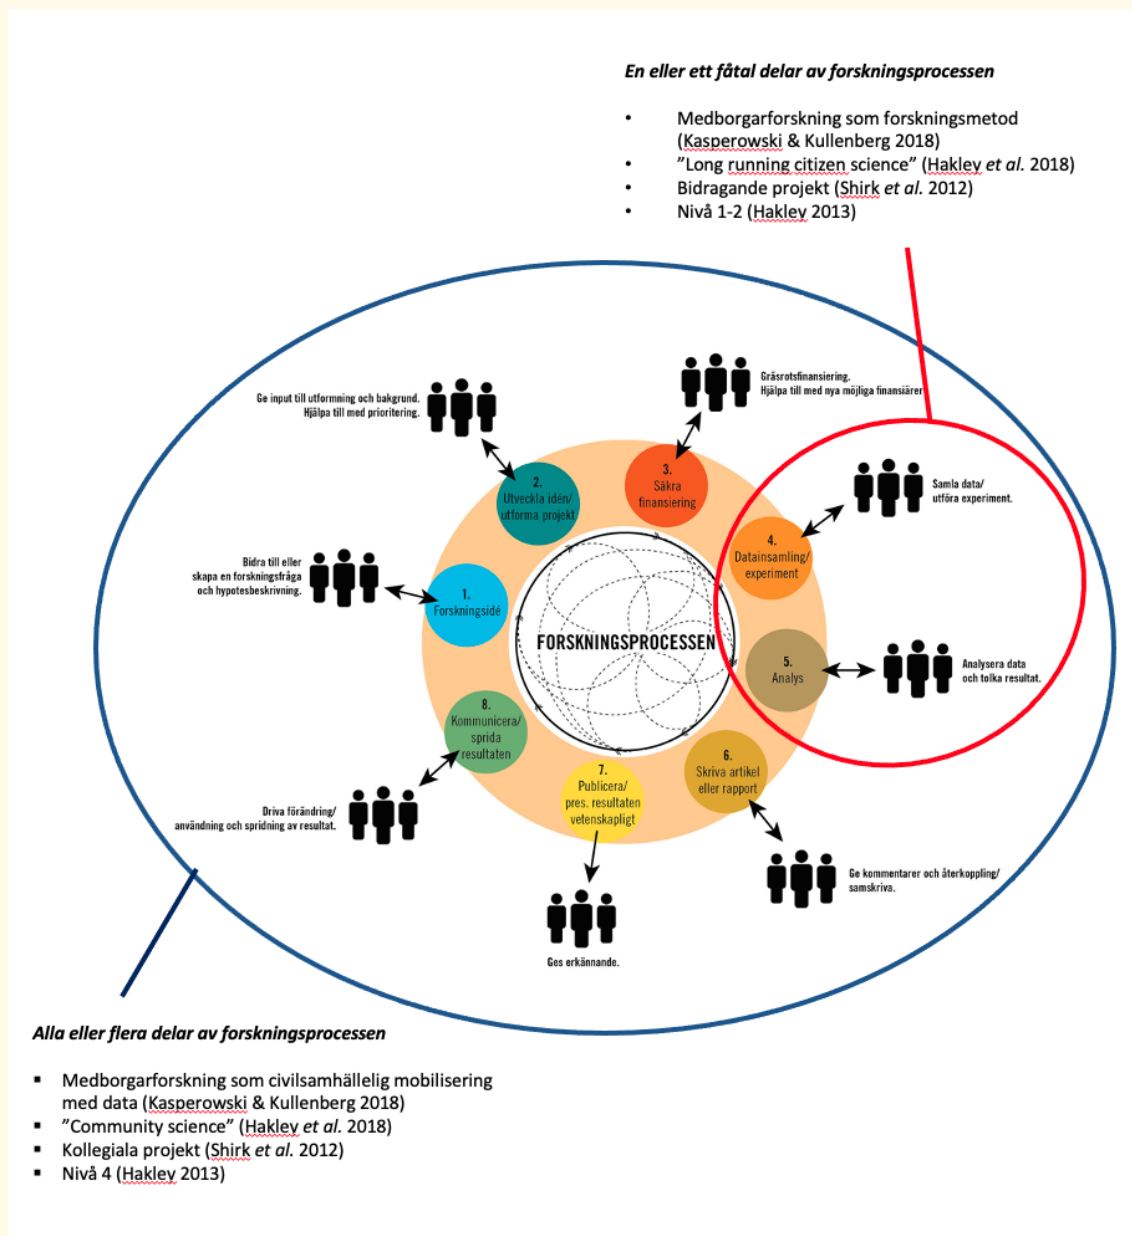 En eller ett fåtal delar av forskningsprocessen
• Medborgarforskning som forskningsmetod
(Kasperowski & Kullenberg 2018)
• ”Long running citizen science” (Hakley et al. 2018)
• Bidragande projekt (Shirk et al. 2012)
• Nivå 1-2 (Hakley 2013)
Gräsrotsfinansiering.
Hjälpa till med nya möjliga finansiärer
Ge input till utformning och bakgrund.
Hjälpa till med prioritering.
3.
Säkra
finansiering
2.
Utveckla idén/
utforma projekt
Samla data/
utföra experiment.
4.
Datainsamling/
experiment
Bidra till eller
skapa en forskningsfråga
och hypotesbeskrivning.
1.
Forskningsidé
FORSKNINGSPROCESSEN
5.
Analys
Analysera data
och tolka resultat.
8.
Kommunicera/
sprida
resultaten
6.
Skriva artikel
eller rapport
7.
Publicera/
pres. resultaten
vetenskapligt
Driva förändring/
användning och spridning av resultat.
Ge kommentarer och återkoppling/
samskriva.
Ges erkännande.
Alla eller flera delar av forskningsprocessen
▪ Medborgarforskning som civilsamhällelig mobilisering
med data (Kasperowski & Kullenberg 2018)
▪ ”Community science” (Hakley et al. 2018)
▪ Kollegiala projekt (Shirk et al. 2012)
▪ Nivå 4 (Hakley 2013)